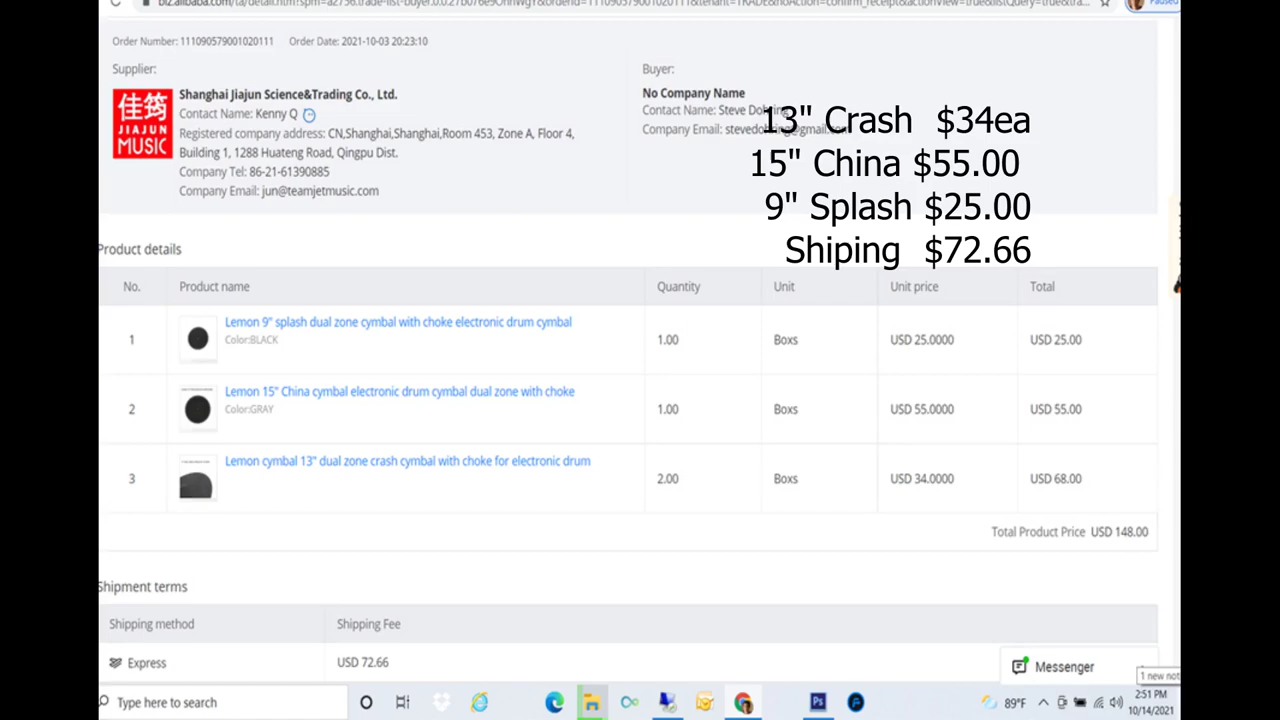 Order Number: 111090579001020111 Order Date: 2021-10-03 20:23:10
Supplier:
Buyer:
佳筠
JIAJUN
MUSIC
Shanghai Jiajun Science&Trading Co., Ltd.
Contact Name: Kenny Q
Registered company address: CN,Shanghai,Shanghai,Room 453, Zone A, Floor 4,
Building 1, 1288 Huateng Road, Qingpu Dist.
Company Tel: 86-21-61390885
Company Email: jun@teamjetmusic.com
No Company Name
Contact Name: Steve
Company Email:
13" Crash $34ea
15" China $55.00
9" Splash $25.00
Shiping $72.66
Product details
No. Product name Quantity Unit Unit price Total
1 Lemon 9" splash dual zone cymbal with choke electronic drum cymbal 1.00 Boxs USD 25.0000 USD 25.00
Color:BLACK
2 Lemon 15" China cymbal electronic drum cymbal dual zone with choke 1.00 Boxs USD 55.0000 USD 55.00
Color:GRAY
3 Lemon cymbal 13" dual zone crash cymbal with choke for electronic drum 2.00 Boxs USD 34.0000 USD 68.00
Total Product Price USD 148.00
Shipment terms
Shipping method Shipping Fee
Express USD 72.66
Messenger
1 new
Type here to search
89°F
2:51 PM
10/14/2021